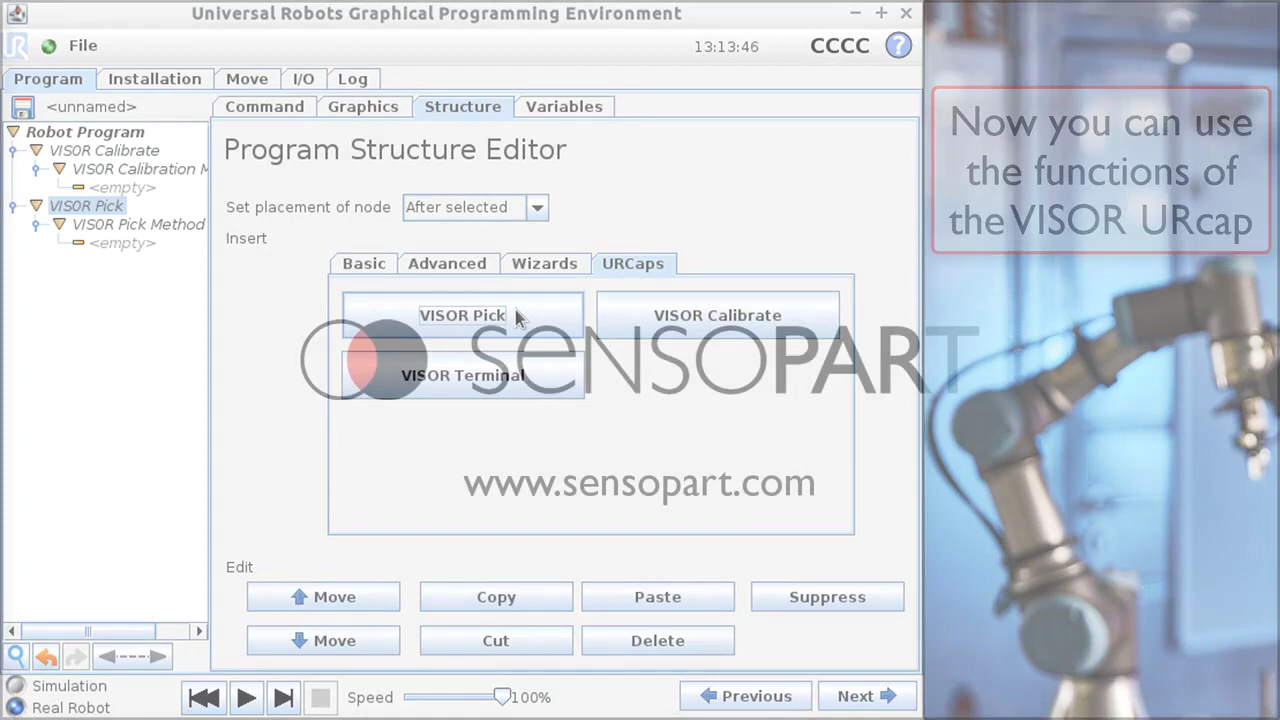 Universal Robots Graphical Programming Environment
File
13:13:46
CCCC
?
Program
Installation
Move
I/O
Log
<unnamed>
Command
Graphics
Structure
Variables
Robot Program
VISOR Calibrate
VISOR Calibration M
<empty>
VISOR Pick
VISOR Pick Method
<empty>
Program Structure Editor
Set placement of node
After selected
Insert
Basic
Advanced
Wizards
URCaps
VISOR Pick
VISOR Calibrate
VISOR Terminal
SENSOPART
www.sensopart.com
Edit
Move
Copy
Paste
Suppress
Move
Cut
Delete
Simulation
Real Robot
Speed
100%
Previous
Next
Now you can use
the functions of
the VISOR URcap